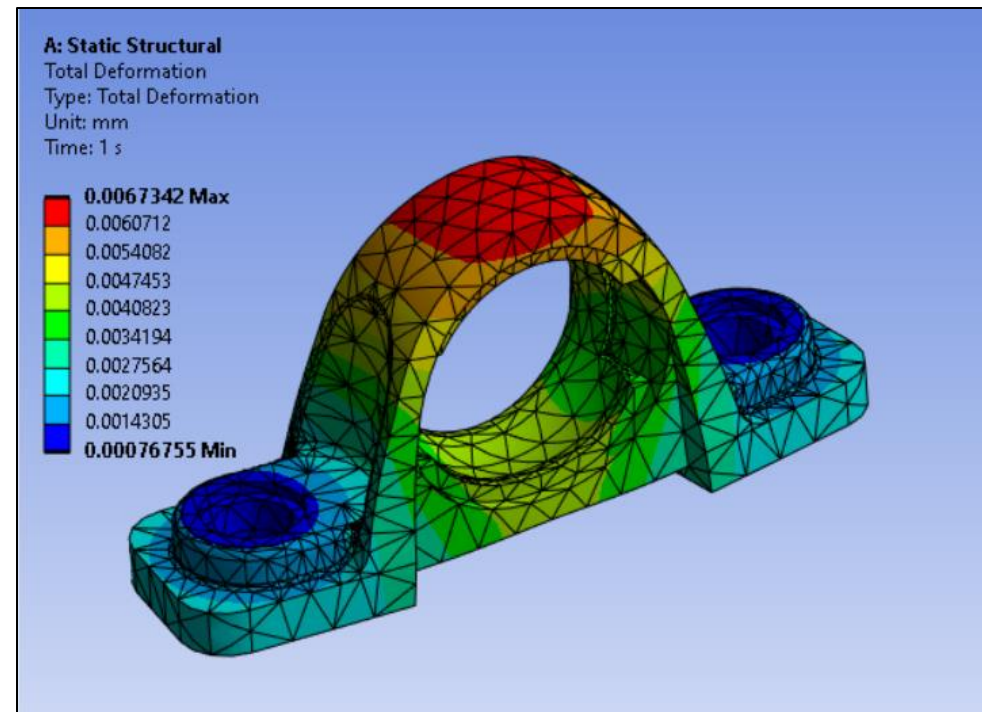 A: Static Structural
Total Deformation
Type: Total Deformation
Unit: mm
Time: 1 s
0.0067342 Max
0.0060712
0.0054082
0.0047453
0.0040823
0.0034194
0.0027564
0.0020935
0.0014305
0.00076755 Min